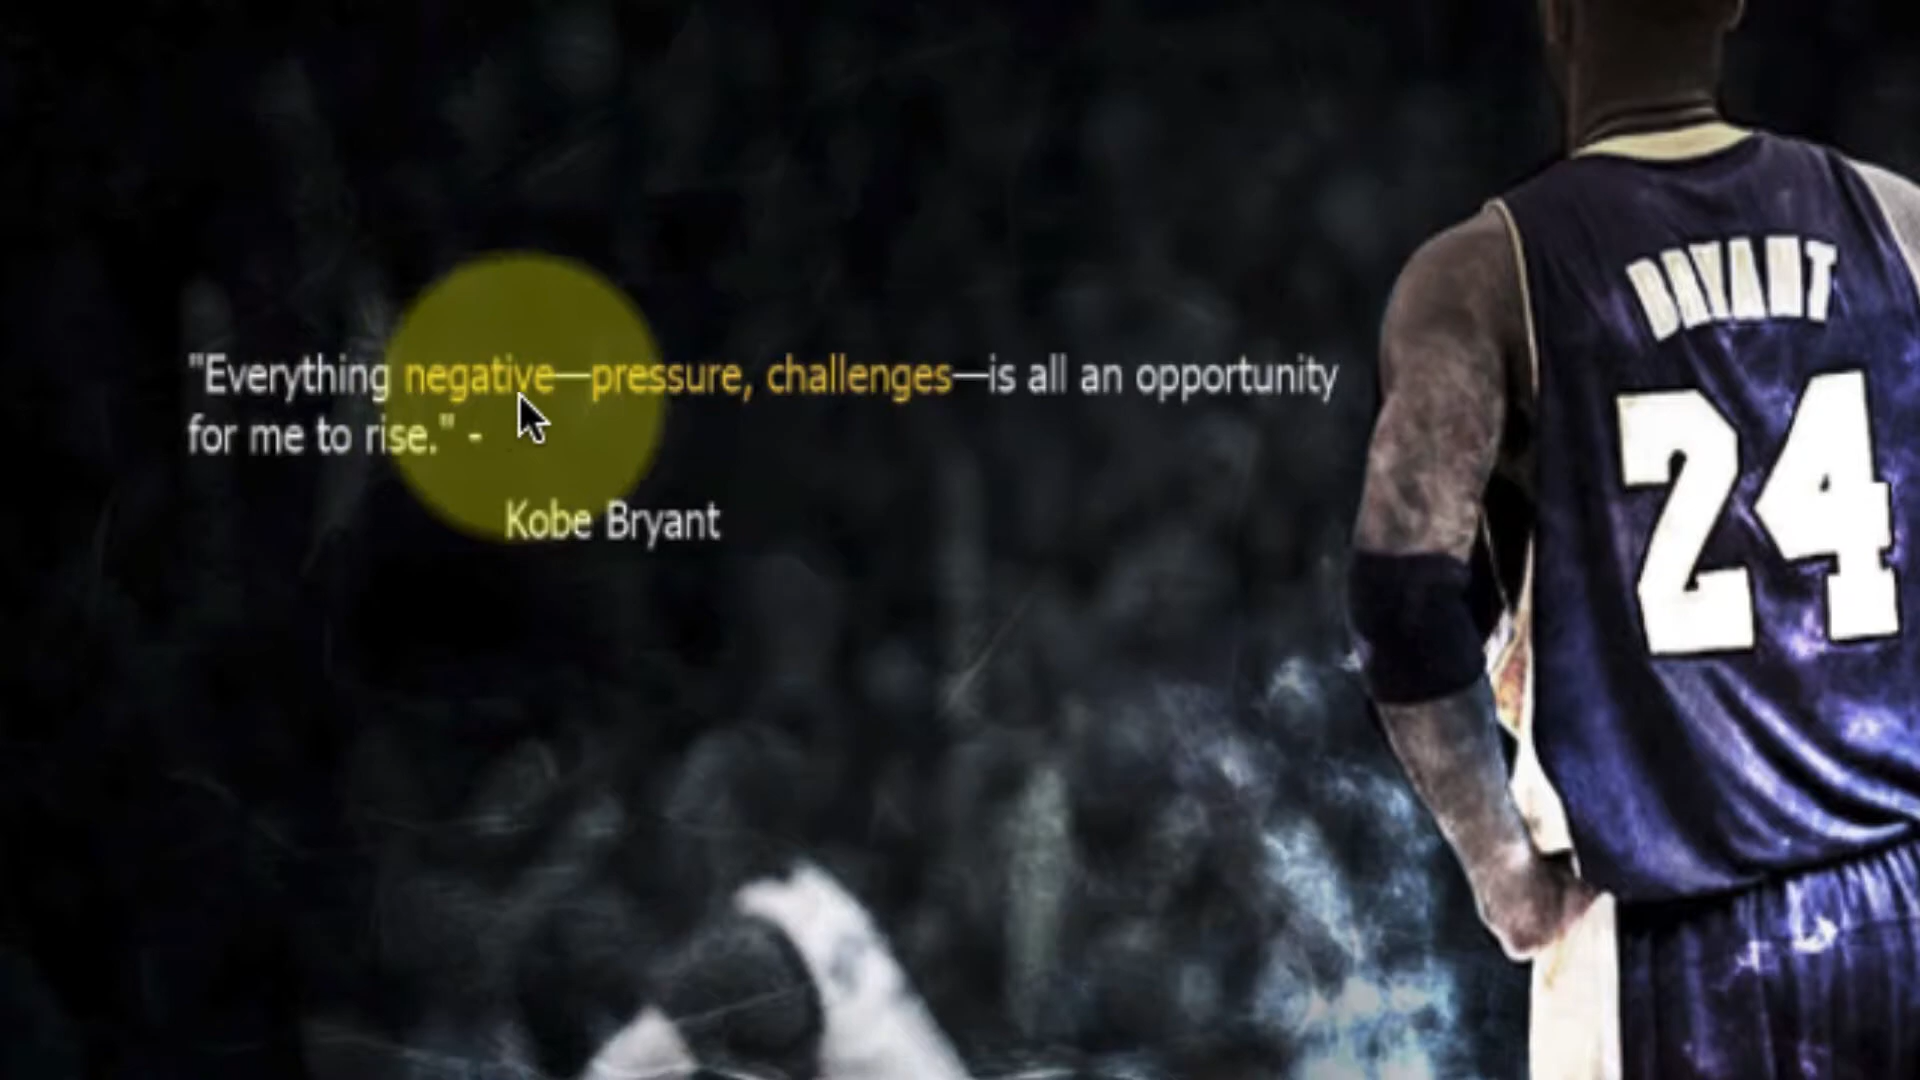 "Everything negative—pressure, challenges—is all an opportunity
for me to rise." -
Kobe Bryant
BRYANT
24